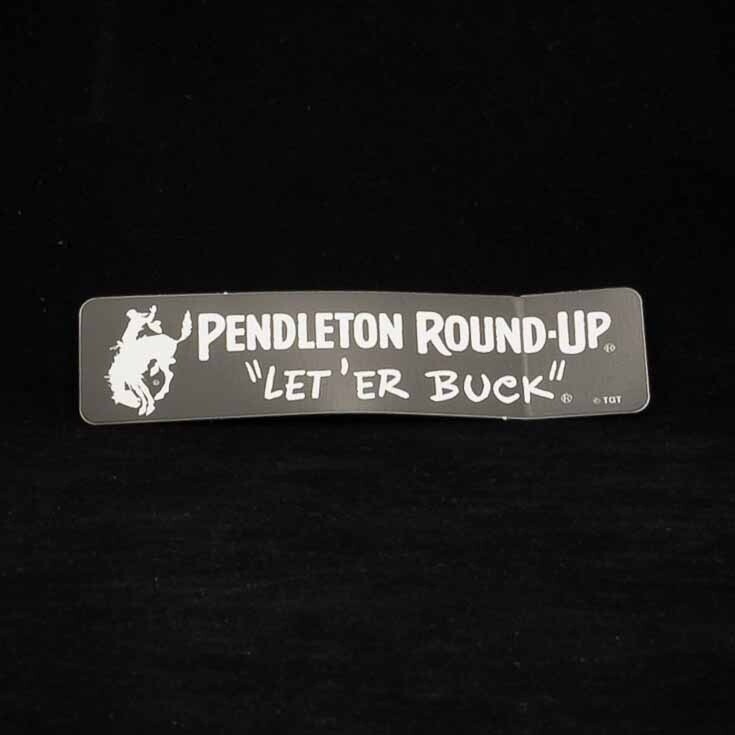 PENDLETON ROUND-UP®
"LET 'ER BUCK"® © TGT